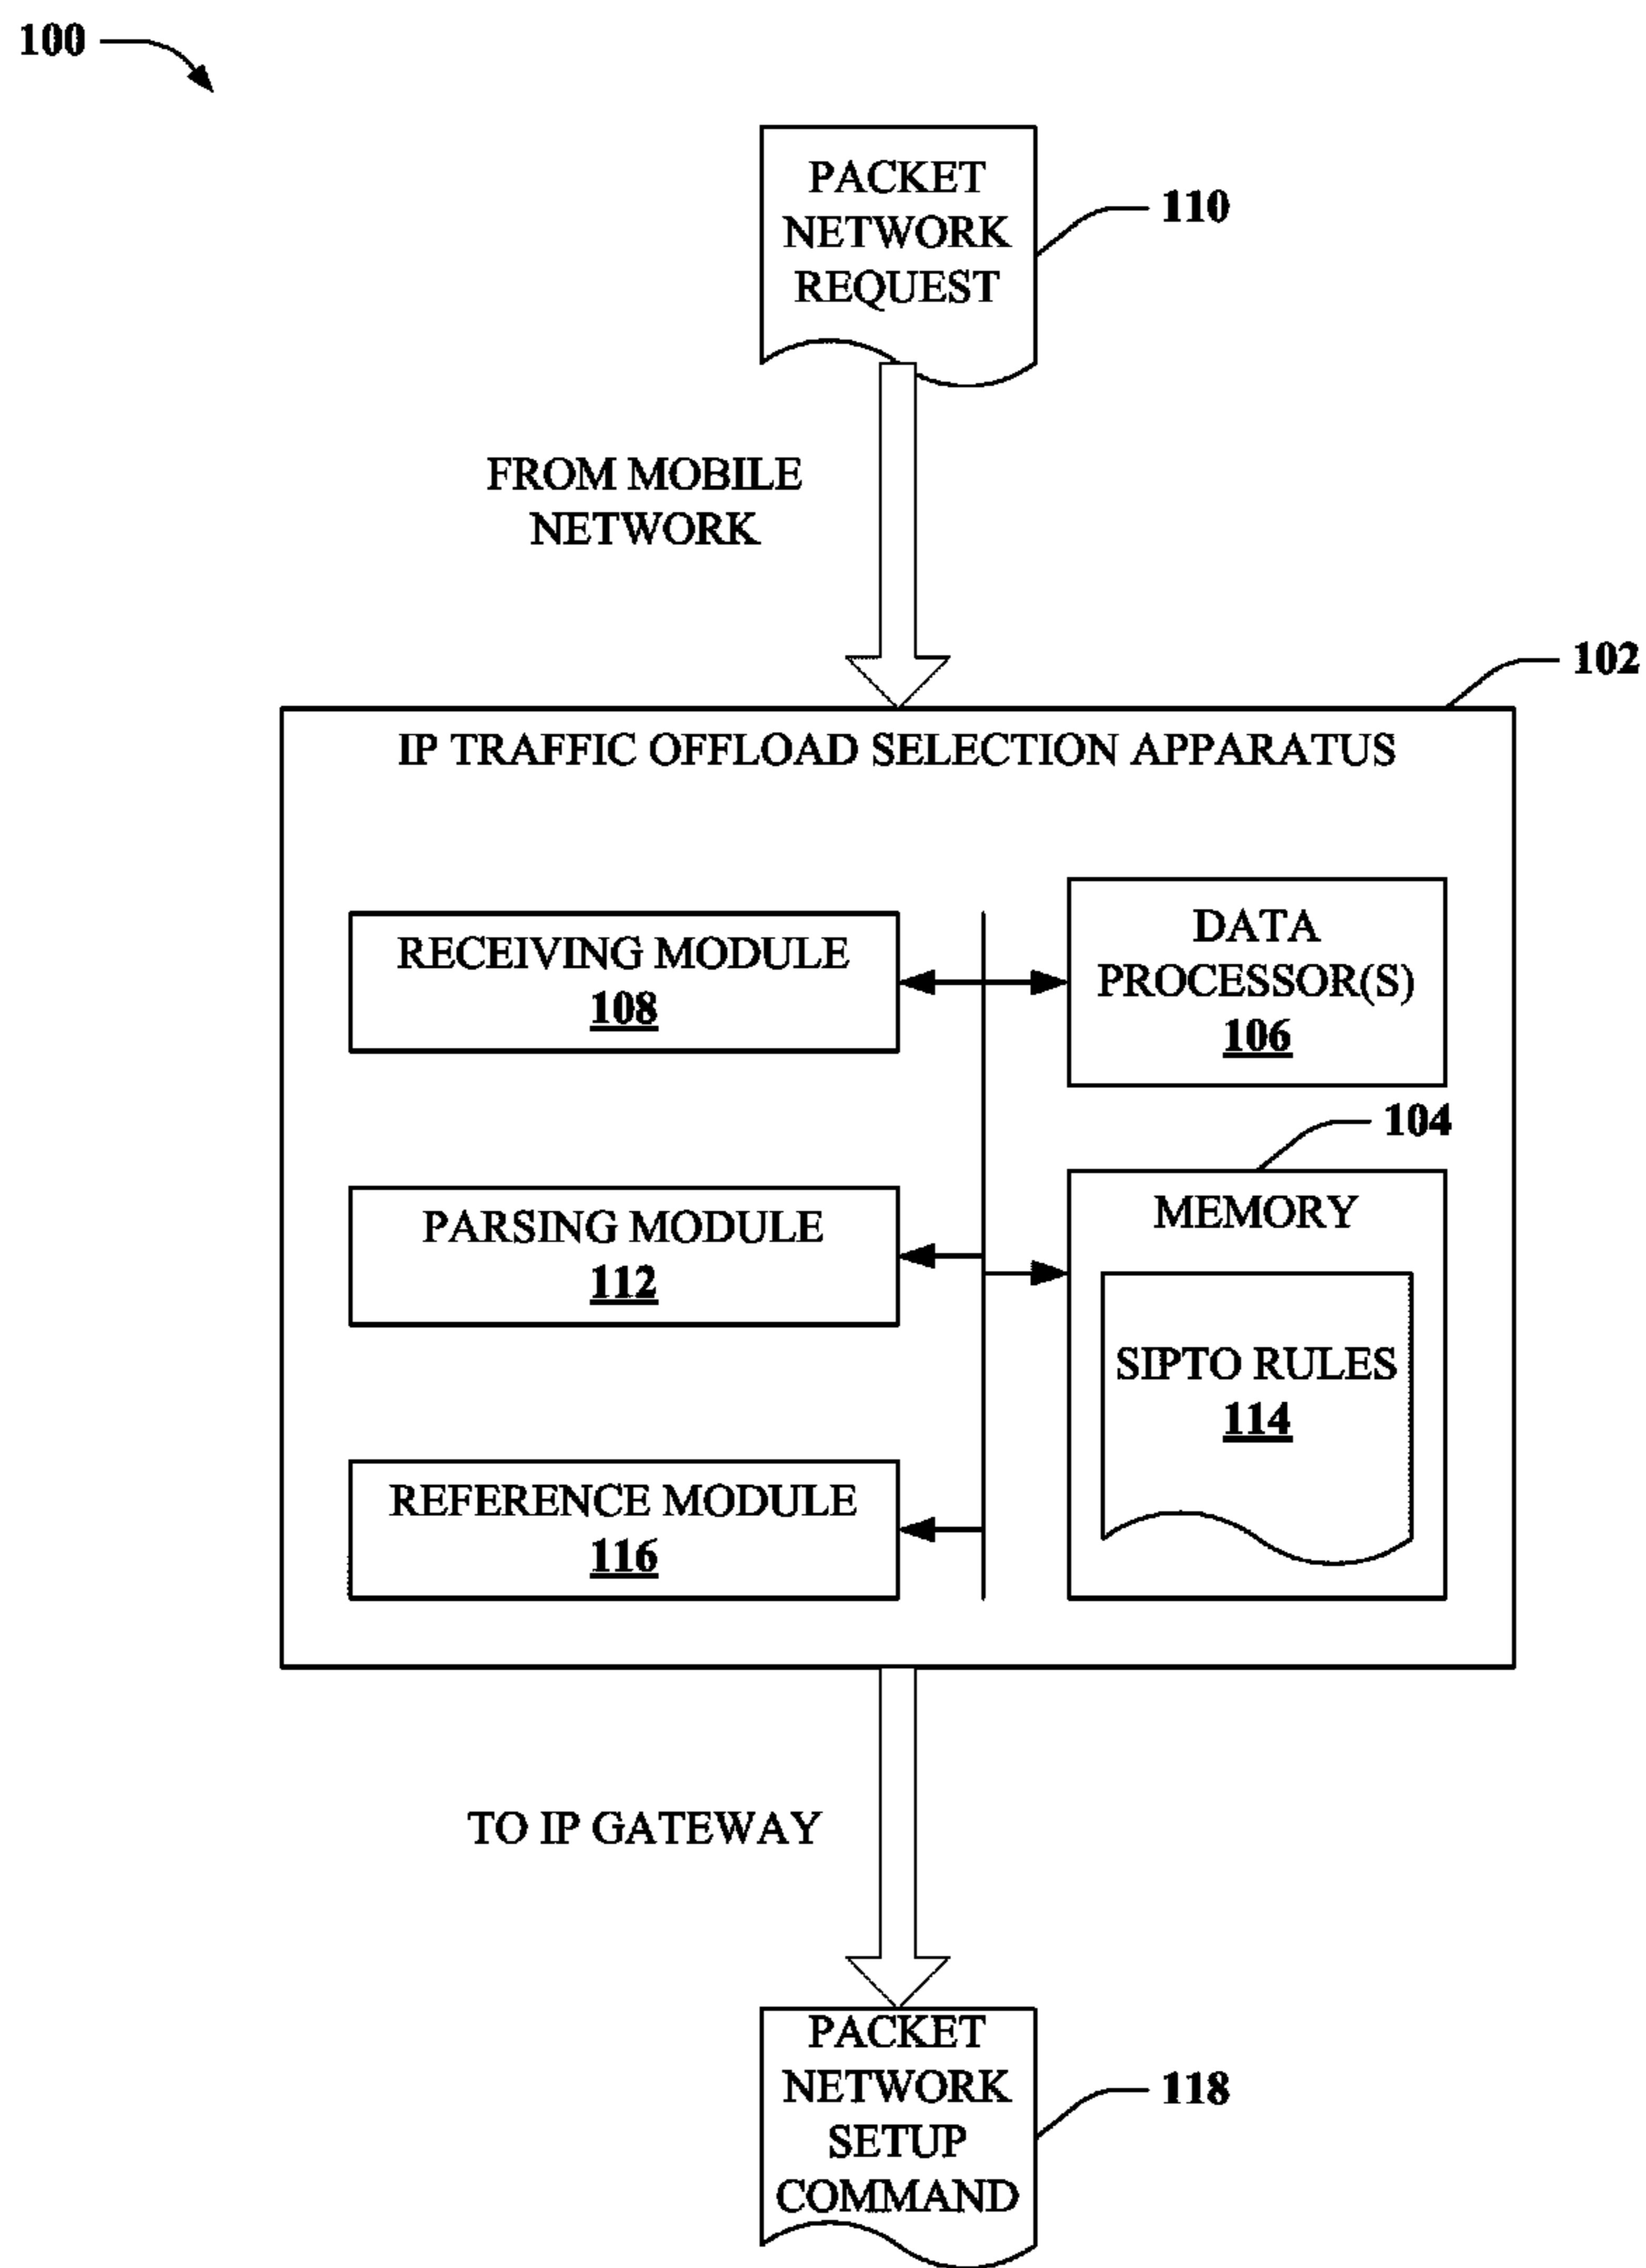 100
PACKET
NETWORK
REQUEST
110
FROM MOBILE
NETWORK
102
IP TRAFFIC OFFLOAD SELECTION APPARATUS
RECEIVING MODULE
108
DATA
PROCESSOR(S)
106
104
PARSING MODULE
112
MEMORY
SIPTO RULES
114
REFERENCE MODULE
116
TO IP GATEWAY
PACKET
NETWORK
SETUP
COMMAND
118